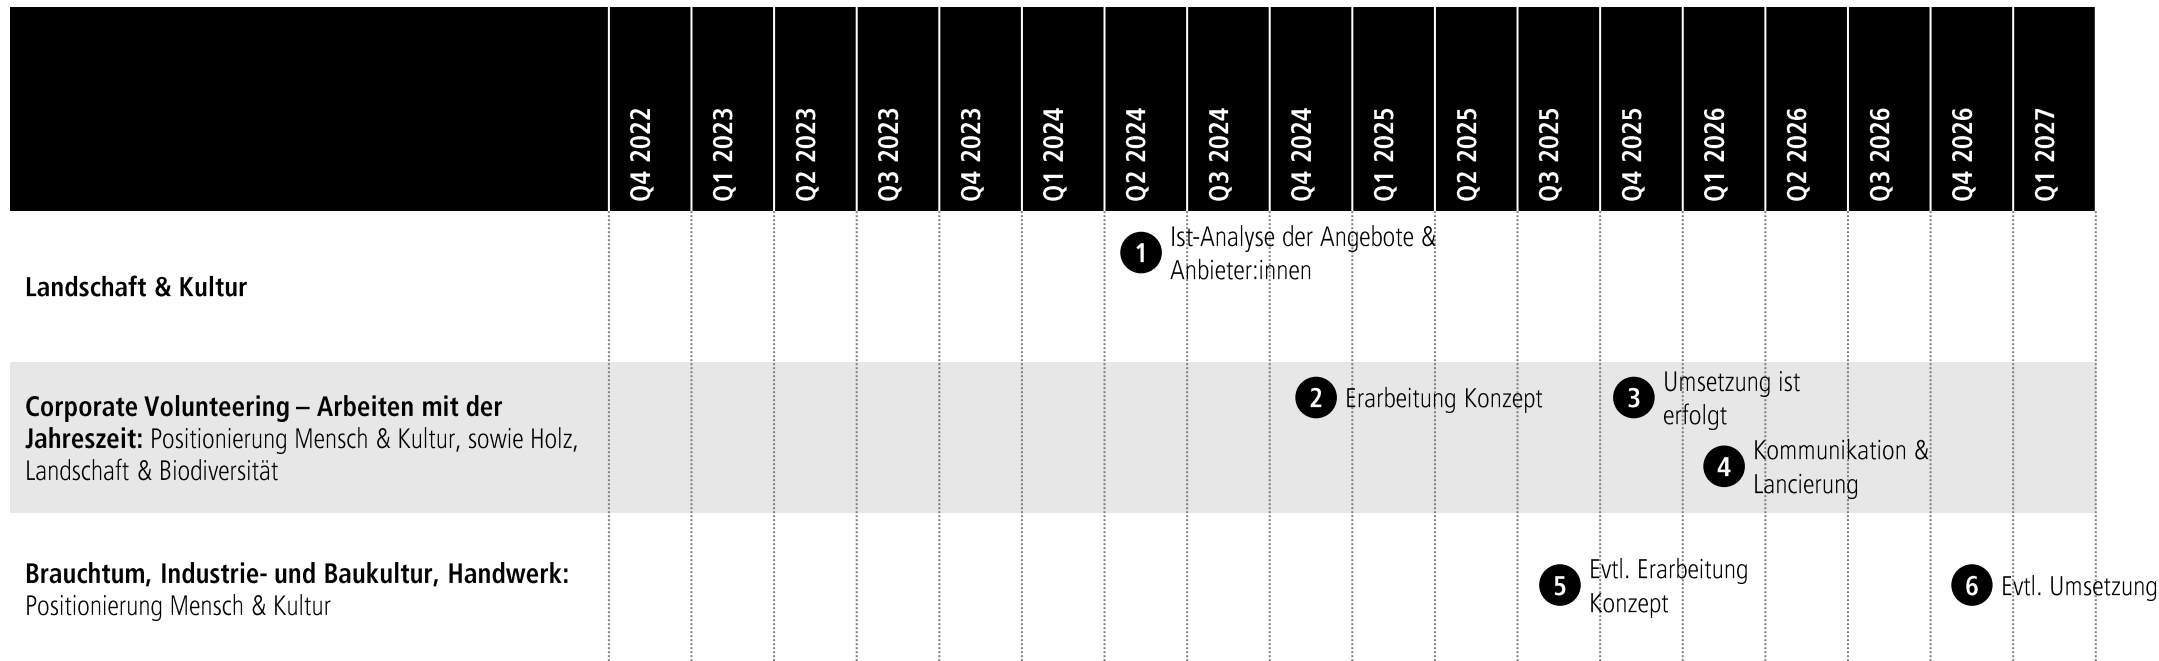 Q4 2022
Q1 2023
Q2 2023
Q3 2023
Q4 2023
Q1 2024
Q2 2024
Q3 2024
Q4 2024
Q1 2025
Q2 2025
Q3 2025
Q4 2025
Q1 2026
Q2 2026
Q3 2026
Q4 2026
Q1 2027
Landschaft & Kultur
1
Ist-Analyse der Angebote &
Anbieter:innen
Corporate Volunteering – Arbeiten mit der
Jahreszeit: Positionierung Mensch & Kultur, sowie Holz,
Landschaft & Biodiversität
2
Erarbeitung Konzept
3
Umsetzung ist
erfolgt
4
Kommunikation &
Lancierung
Brauchtum, Industrie- und Baukultur, Handwerk:
Positionierung Mensch & Kultur
5
Evtl. Erarbeitung
Konzept
6
Evtl. Umsetzung